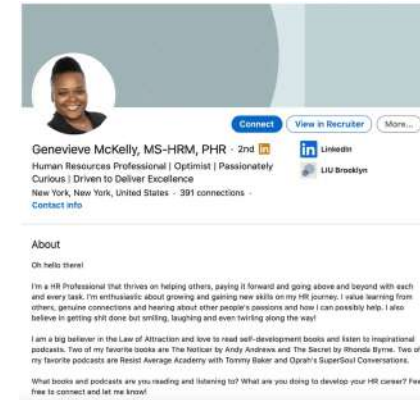 Connect
View in Recruiter
More...
Genevieve McKelly, MS-HRM, PHR · 2nd in
in LinkedIn
Human Resources Professional | Optimist | Passionately
Curious | Driven to Deliver Excellence
LIU Brooklyn
New York, New York, United States · 391 connections ·
Contact info
About
Oh hello there!
I'm a HR Professional that thrives on helping others, paying it forward and going above and beyond with each
and every task. I'm enthusiastic about growing and gaining new skills on my HR journey. I value learning from
others, genuine connections and hearing about other people's passions and how I can possibly help. I also
believe in getting shit done but smiling, laughing and even twirling along the way!
I am a big believer in the Law of Attraction and love to read self-development books and listen to inspirational
podcasts. Two of my favorite books are The Noticer by Andy Andrews and The Secret by Rhonda Byrne. Two of
my favorite podcasts are Resist Average Academy with Tommy Baker and Oprah's SuperSoul Conversations.
What books and podcasts are you reading and listening to? What are you doing to develop your HR career? Fee
free to connect and let me know!